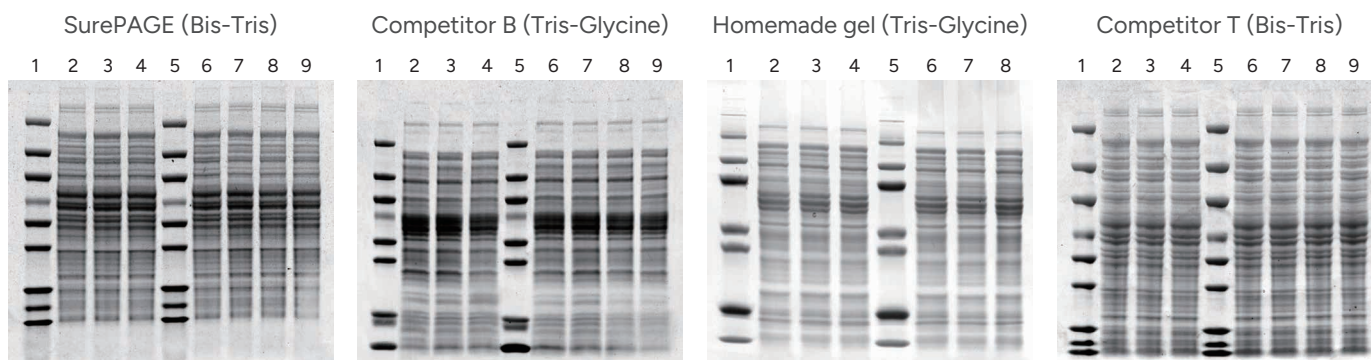 SurePAGE (Bis-Tris)
1 2 3 4 5 6 7 8 9
Competitor B (Tris-Glycine)
1 2 3 4 5 6 7 8 9
Homemade gel (Tris-Glycine)
1 2 3 4 5 6 7 8
Competitor T (Bis-Tris)
1 2 3 4 5 6 7 8 9